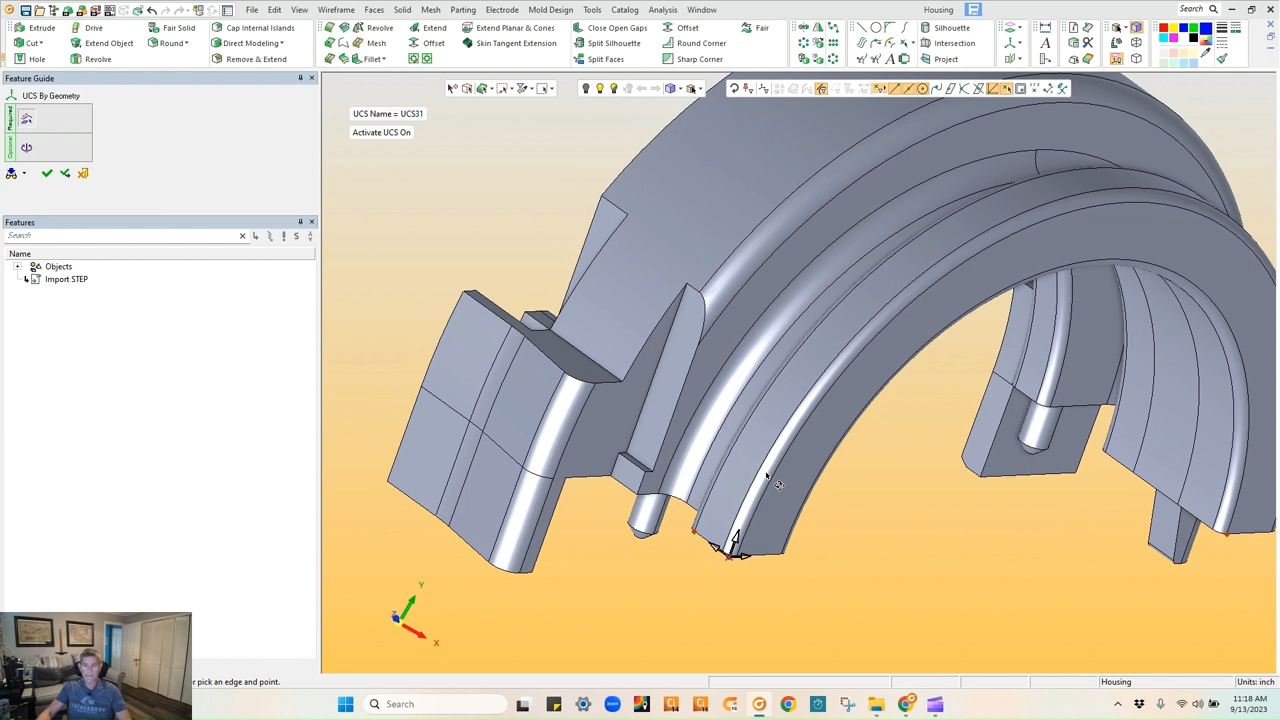 File Edit View Wireframe Faces Solid Mesh Parting Electrode Mold Design Tools Catalog Analysis Window
Housing
Search
Extrude Drive Fair Solid Cap Internal Islands Extend Extend Planar & Cones Close Open Gaps Offset Fair Silhouette
Cut Extend Object Round Direct Modeling Mesh Offset Skin Tangent Extension Split Silhouette Round Corner Intersection
Hole Revolve Remove & Extend Fillet Split Faces Sharp Corner Project
Feature Guide
UCS By Geometry
Required
Optional
UCS Name = UCS31
Activate UCS On
Features
Search
Name
Objects
Import STEP
Y
Z
X
r pick an edge and point.
Housing
Units: inch
Search
11:18 AM
9/13/2023